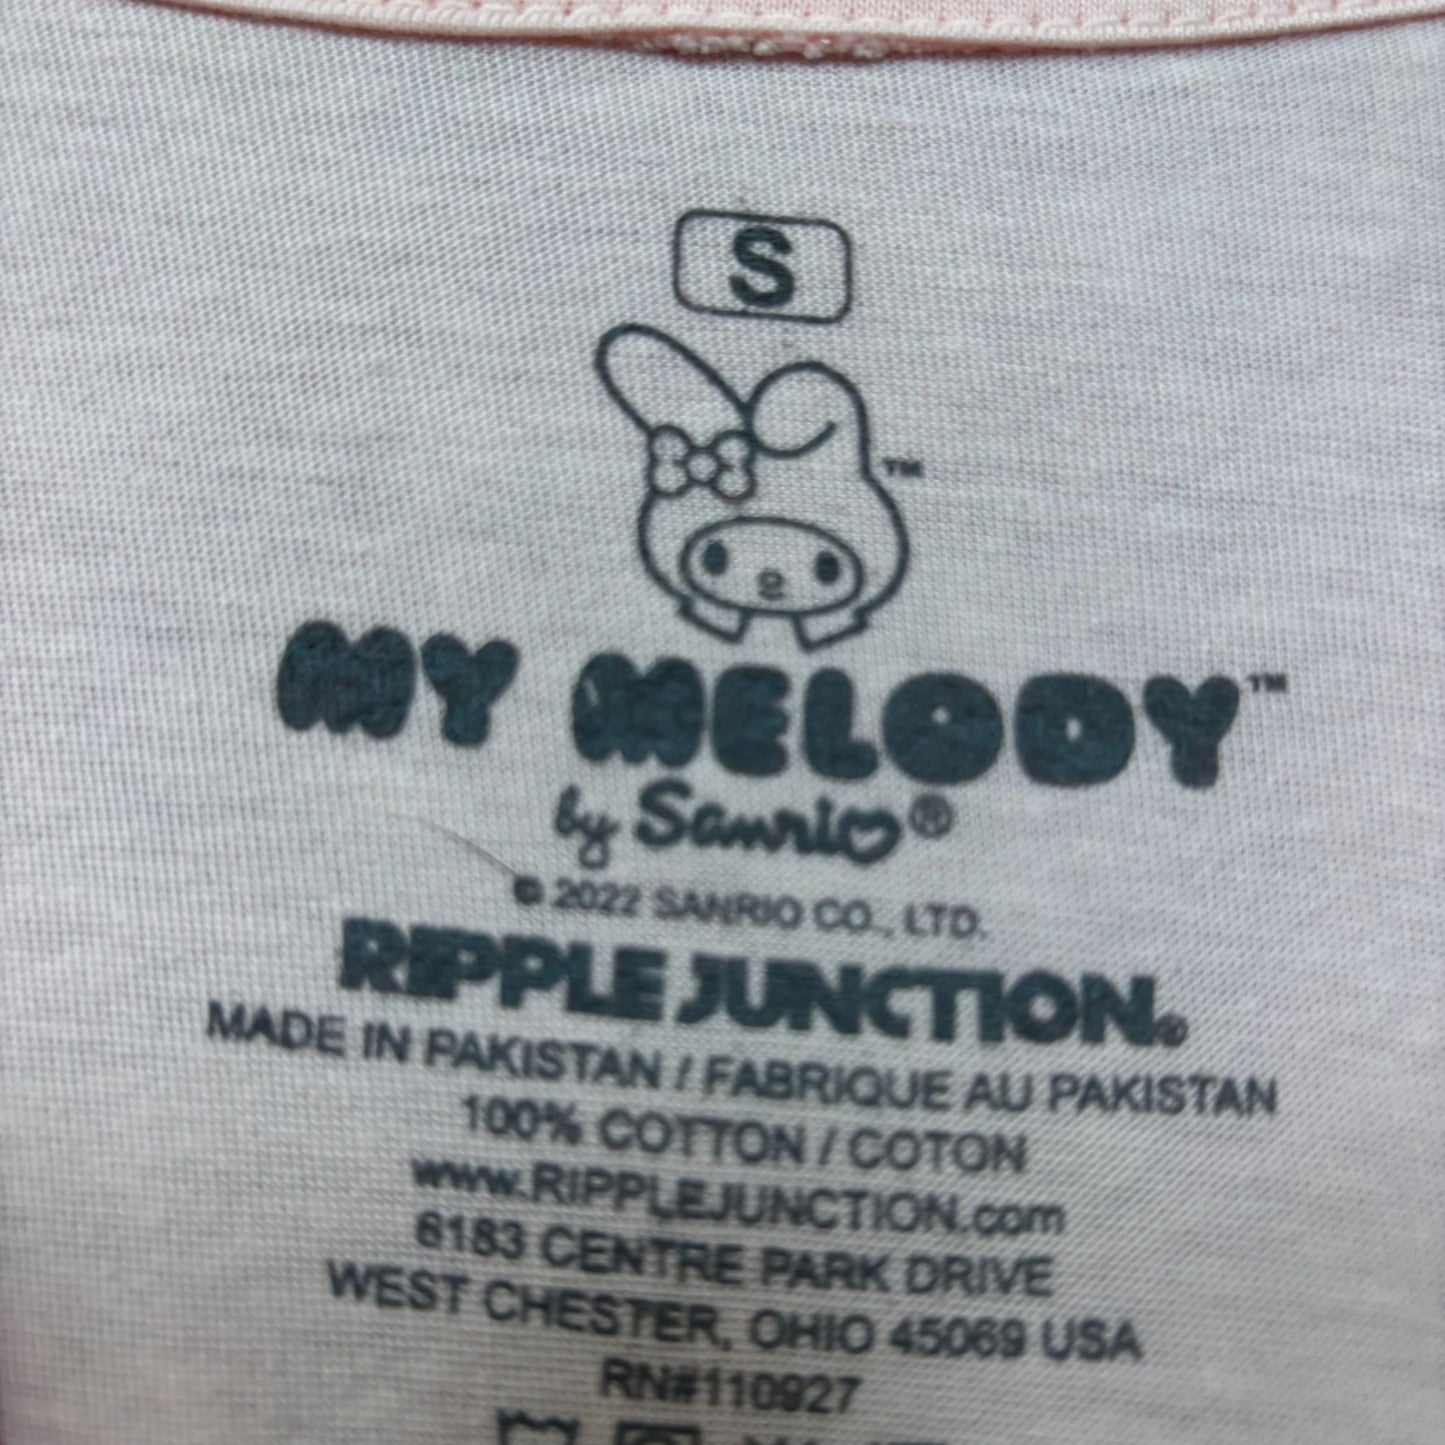 S
™
MY MELODY™
by Sanrio®
© 2022 SANRIO CO., LTD.
RIPPLE JUNCTION®
MADE IN PAKISTAN / FABRIQUE AU PAKISTAN
100% COTTON / COTON
www.RIPPLEJUNCTION.com
6183 CENTRE PARK DRIVE
WEST CHESTER, OHIO 45069 USA
RN#110927